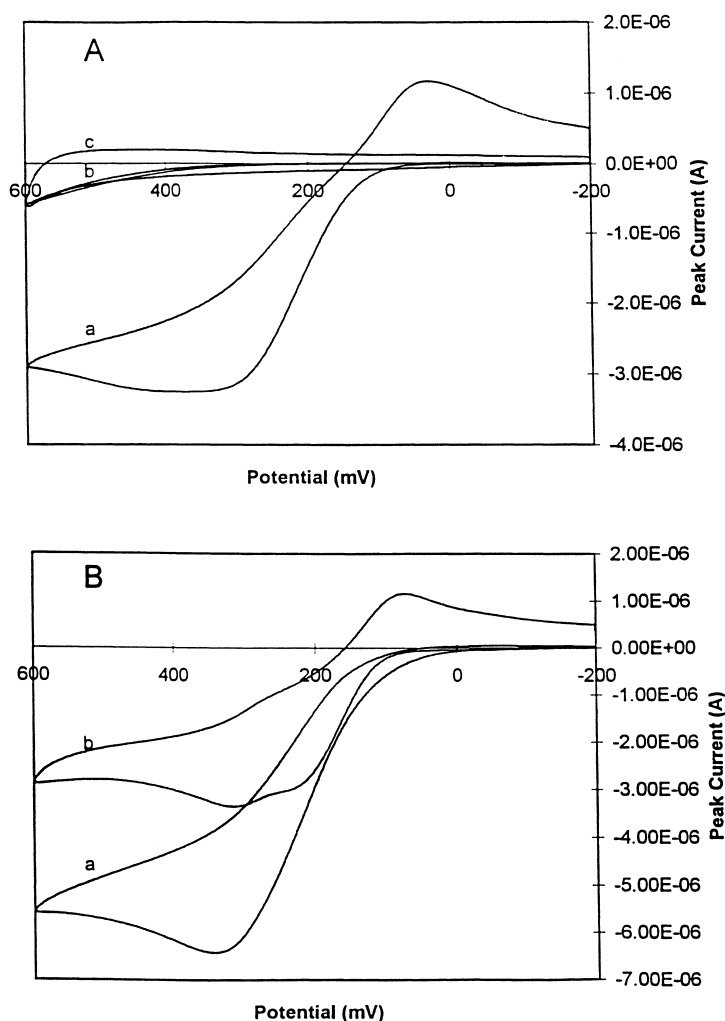 A
2.0E-06
1.0E-06
c
0.0E+00
600
b
400
200
0
-200
-1.0E-06
a
-2.0E-06
-3.0E-06
-4.0E-06
Peak Current (A)
Potential (mV)
B
2.00E-06
1.00E-06
0.00E+00
600
400
200
0
-200
-1.00E-06
b
-2.00E-06
-3.00E-06
-4.00E-06
a
-5.00E-06
-6.00E-06
-7.00E-06
Peak Current (A)
Potential (mV)